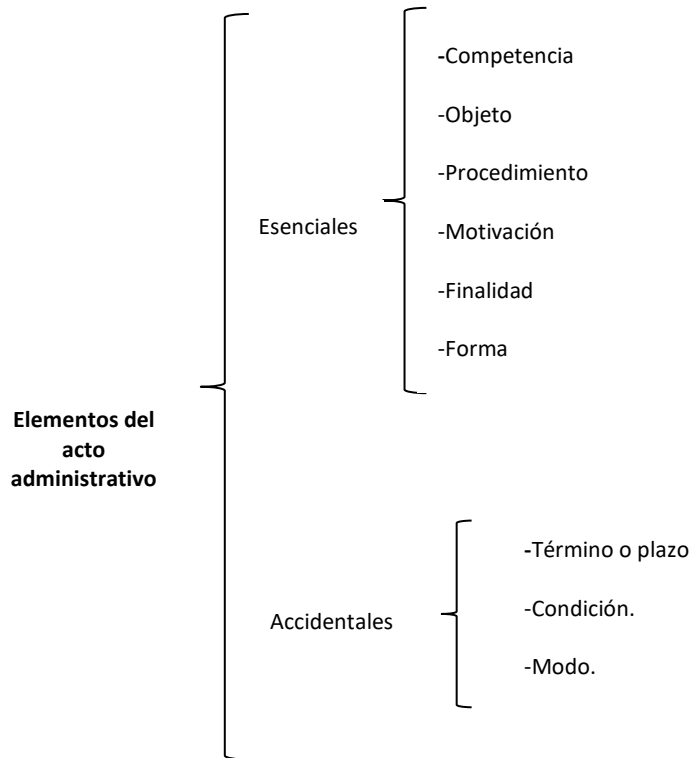 Elementos del
acto
administrativo
Esenciales
-Competencia
-Objeto
-Procedimiento
-Motivación
-Finalidad
-Forma
Accidentales
-Término o plazo
-Condición.
-Modo.